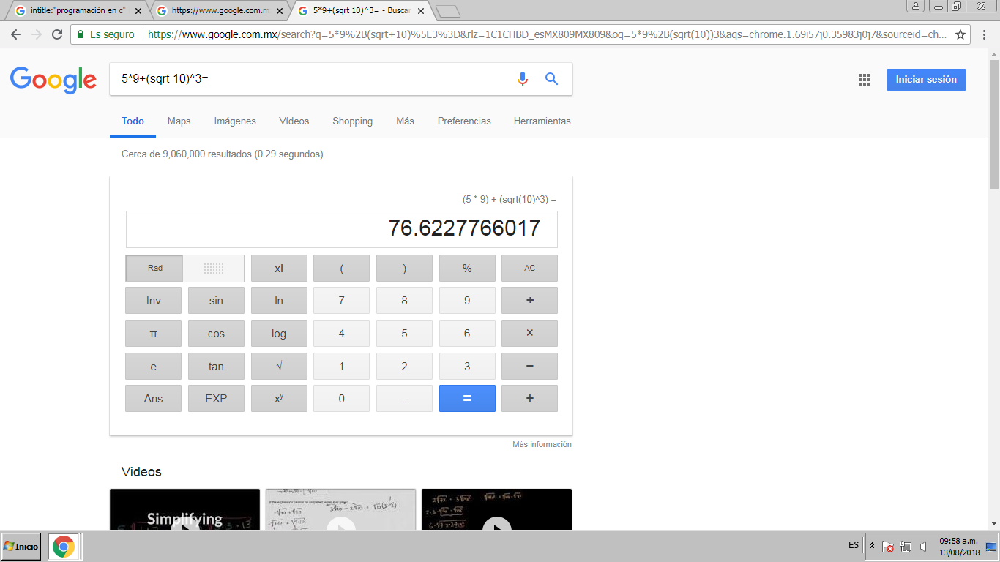 intitle:"programación en c"
https://www.google.com.m
5*9+(sqrt 10)^3= - Buscar
Es seguro
https://www.google.com.mx/search?q=5*9%2B(sqrt+10)%5E3%3D&rlz=1C1CHBD_esMX809MX809&oq=5*9%2B(sqrt(10))3&aqs=chrome.1.69i57j0.35983j0j7&sourceid=ch...
Google
5*9+(sqrt 10)^3=
Iniciar sesión
Todo Maps Imágenes Vídeos Shopping Más Preferencias Herramientas
Cerca de 9,060,000 resultados (0.29 segundos)
(5 * 9) + (sqrt(10)^3) =
76.6227766017
Rad x! ( ) % AC
Inv sin ln 7 8 9 ÷
π cos log 4 5 6 ×
e tan √ 1 2 3 −
Ans EXP xʸ 0 . = +
Más información
Videos
Simplifying
Inicio
ES
09:58 a.m.
13/08/2018